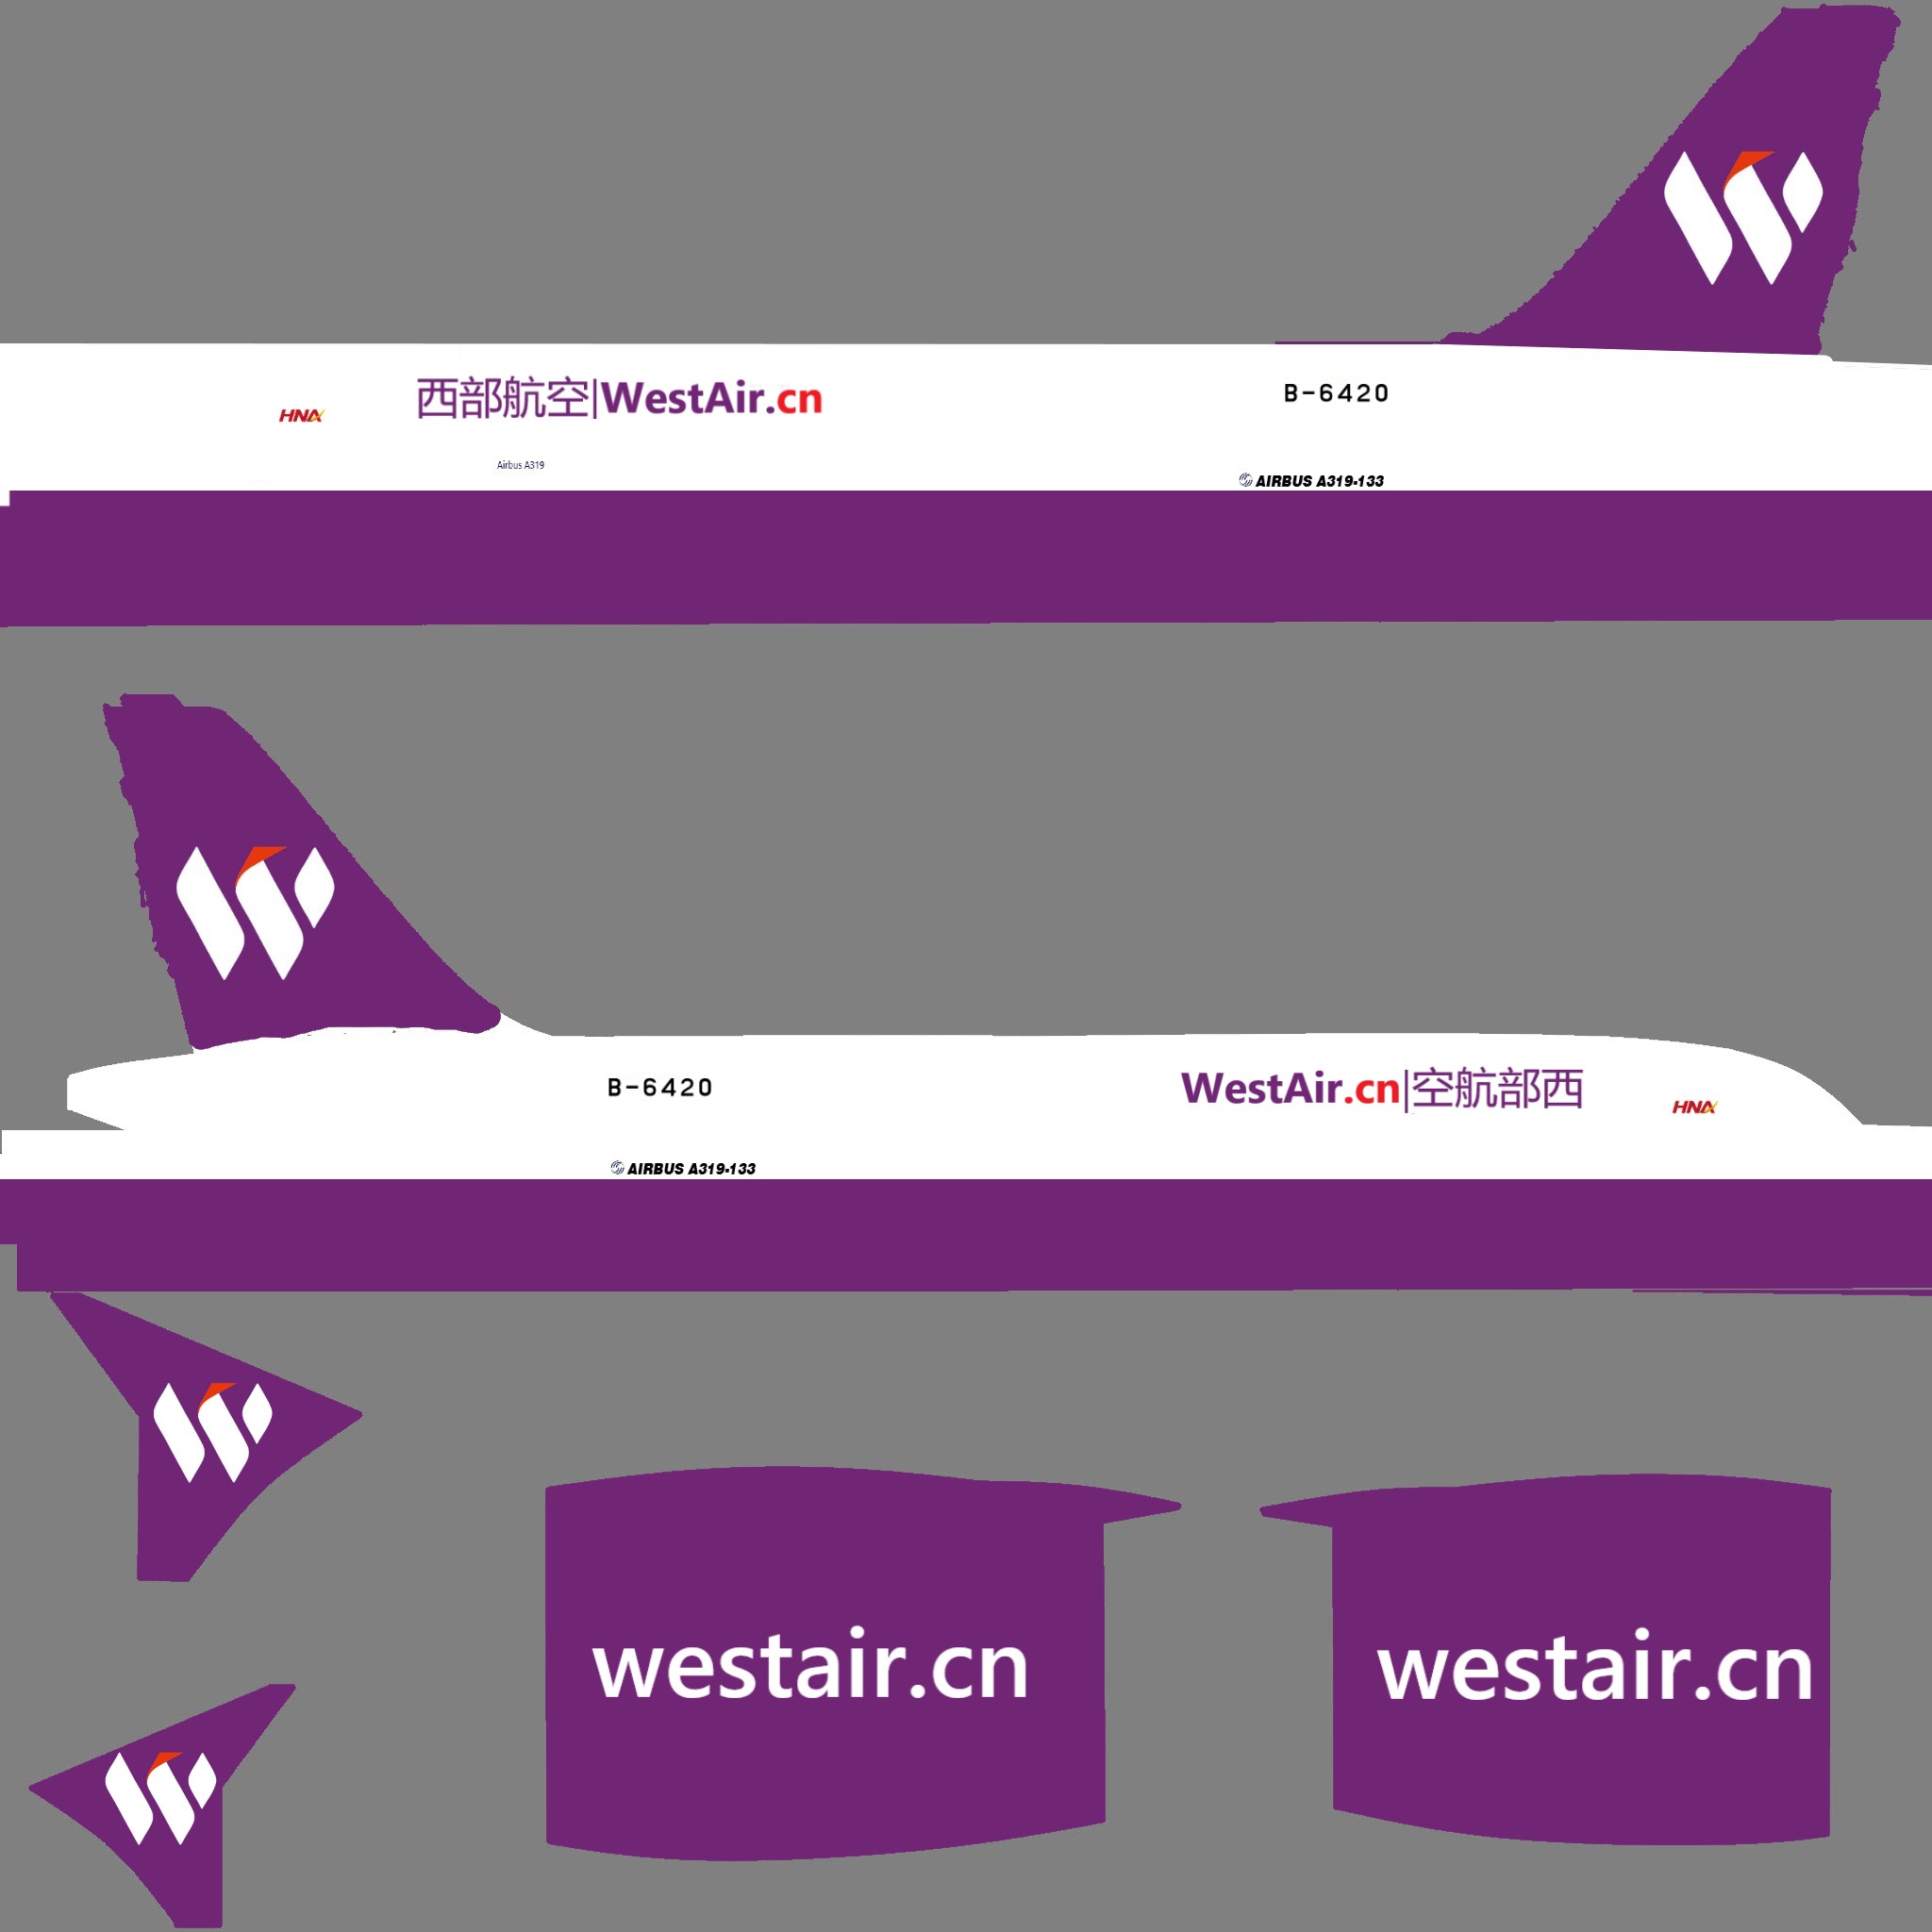 西部航空|WestAir.cn
B-6420
HNA
Airbus A319
AIRBUS A319-133
B-6420
WestAir.cn|空航部西
HNA
AIRBUS A319-133
westair.cn
westair.cn